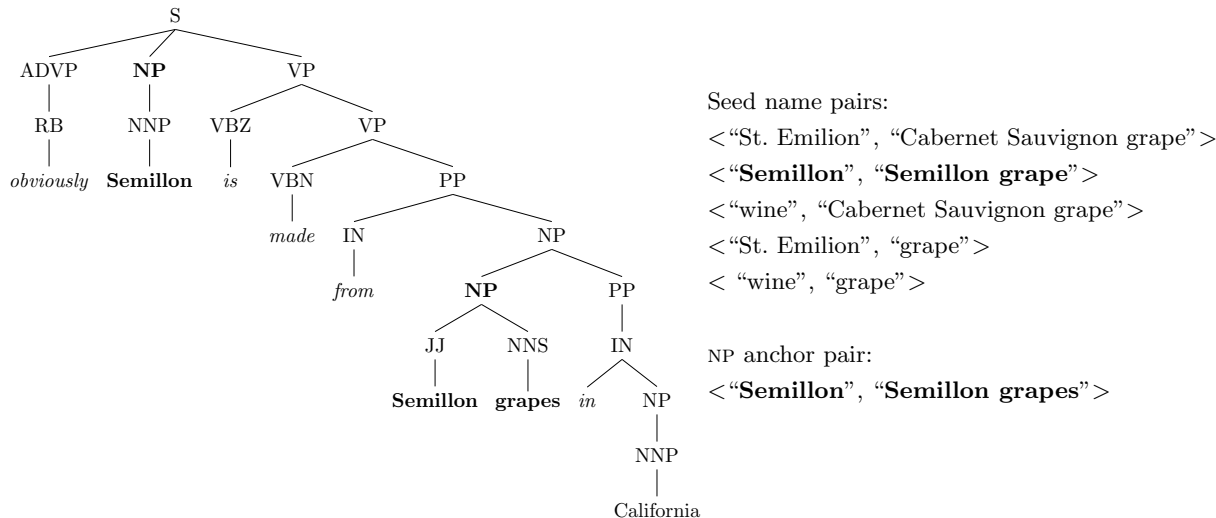 S
ADVP NP VP
RB NNP VBZ VP
obviously Semillon is VBN PP
made IN NP
from NP PP
JJ NNS IN
Semillon grapes in NP
NNP
California
Seed name pairs:
<“St. Emilion”, “Cabernet Sauvignon grape”>
<“Semillon”, “Semillon grape”>
<“wine”, “Cabernet Sauvignon grape”>
<“St. Emilion”, “grape”>
< “wine”, “grape”>
NP anchor pair:
<“Semillon”, “Semillon grapes”>